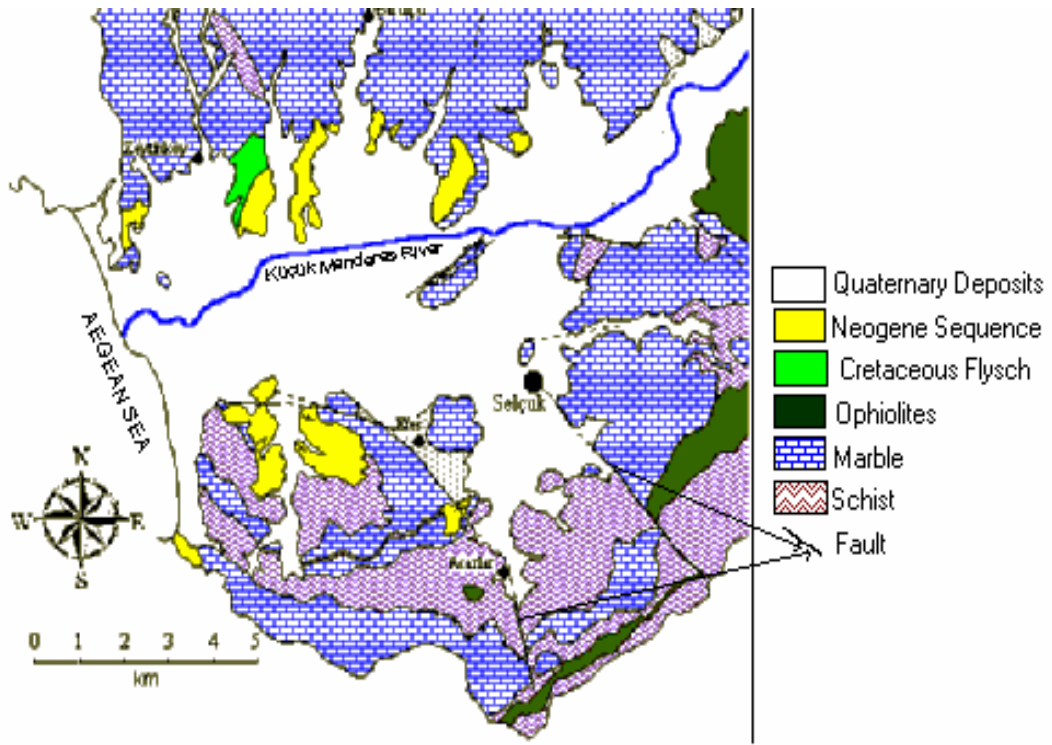 Zeytinköy
Küçük Menderes River
AEGEAN SEA
Selçuk
Efes
N
W E
S
0 1 2 3 4 5
km
Quaternary Deposits
Neogene Sequence
Cretaceous Flysch
Ophiolites
Marble
Schist
Fault